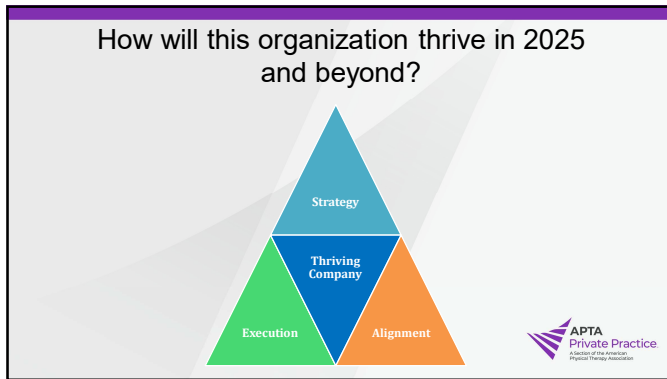 How will this organization thrive in 2025
and beyond?
Strategy
Thriving
Company
Execution
Alignment
APTA
Private Practice
A Section of the American
Physical Therapy Association